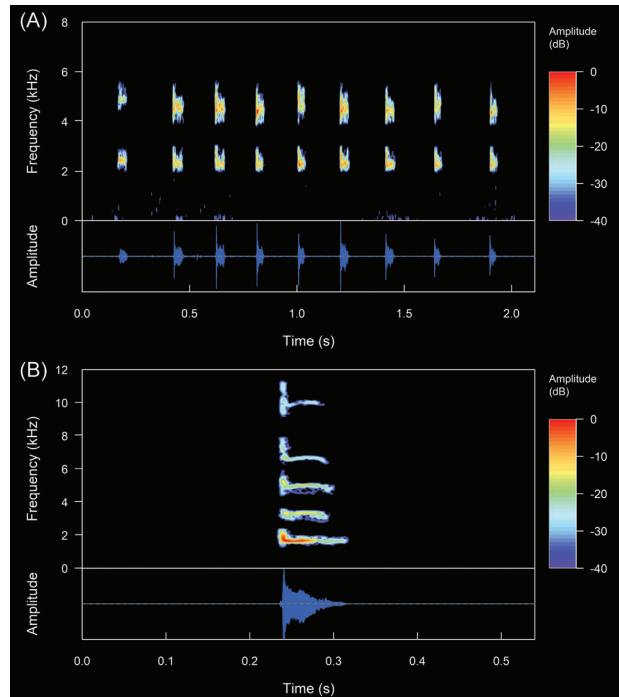 (A)
Amplitude
(dB)
8
6
4
2
0
Frequency (kHz)
0
-10
-20
-30
-40
Amplitude
0.0 0.5 1.0 1.5 2.0
Time (s)
(B)
Amplitude
(dB)
12
10
8
6
4
2
0
Frequency (kHz)
0
-10
-20
-30
-40
Amplitude
0.0 0.1 0.2 0.3 0.4 0.5
Time (s)